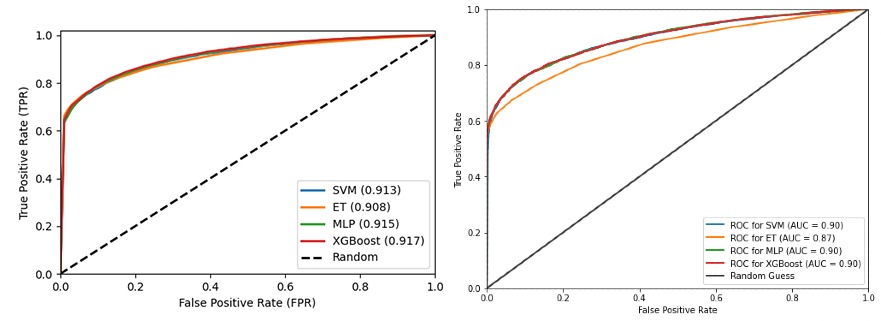 1.0
0.8
0.6
0.4
0.2
0.0
True Positive Rate (TPR)
SVM (0.913)
ET (0.908)
MLP (0.915)
XGBoost (0.917)
Random
0.0 0.2 0.4 0.6 0.8 1.0
False Positive Rate (FPR)
1.0
0.8
0.6
0.4
0.2
0.0
True Positive Rate
ROC for SVM (AUC = 0.90)
ROC for ET (AUC = 0.87)
ROC for MLP (AUC = 0.90)
ROC for XGBoost (AUC = 0.90)
Random Guess
0.0 0.2 0.4 0.6 0.8 1.0
False Positive Rate